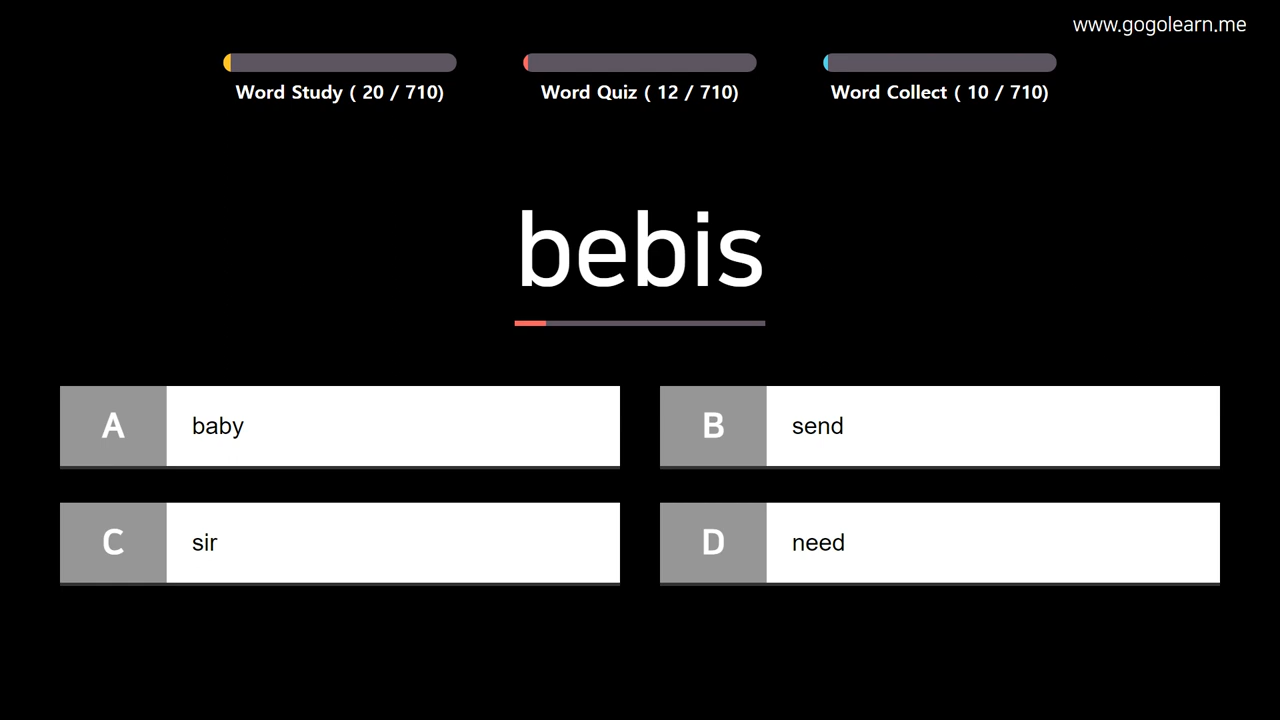 www.gogolearn.me
Word Study ( 20 / 710)
Word Quiz ( 12 / 710)
Word Collect ( 10 / 710)
bebis
A baby
B send
C sir
D need